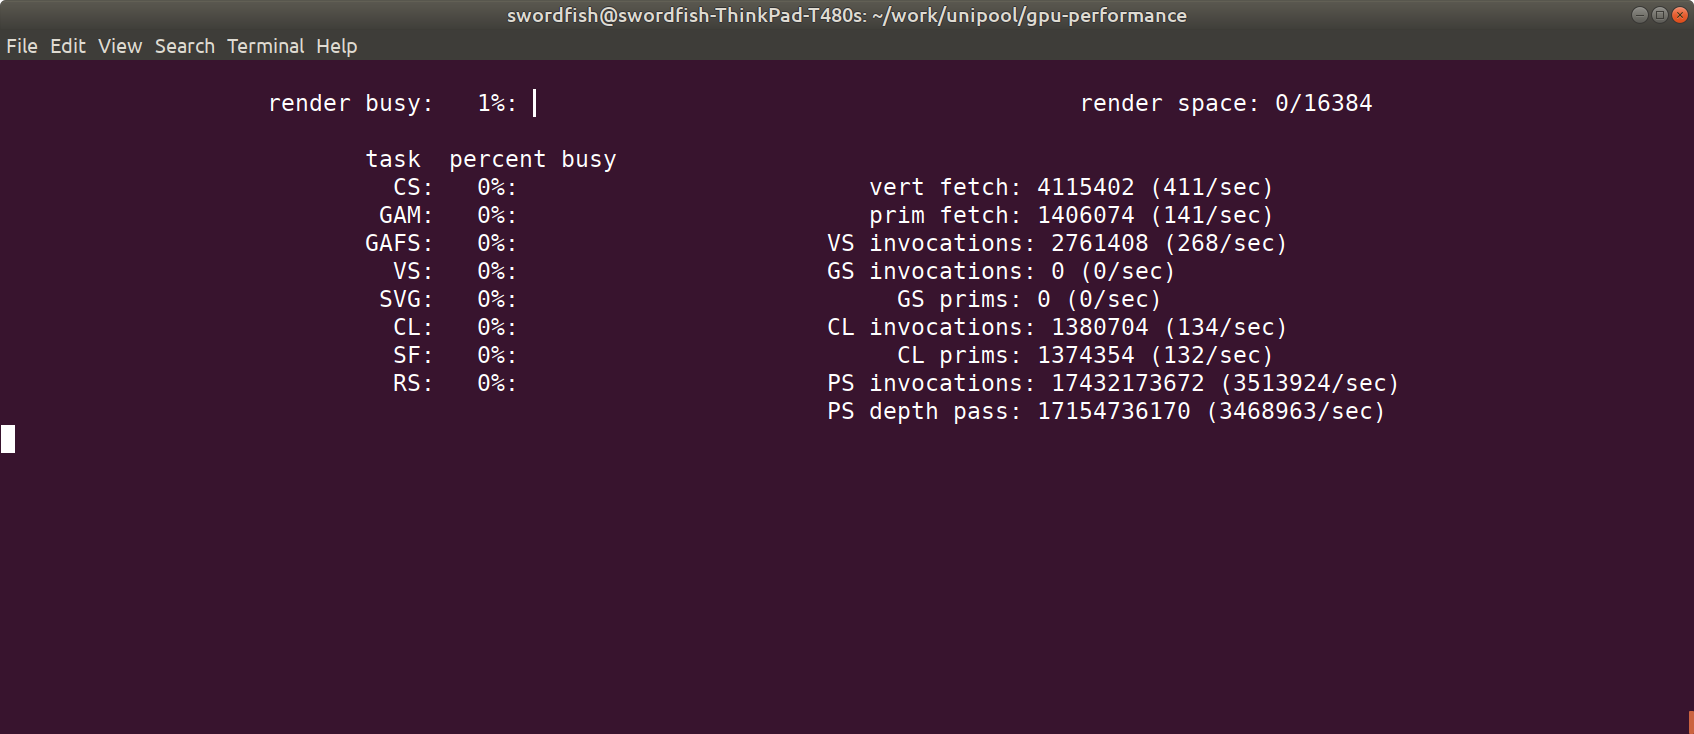 swordfish@swordfish-ThinkPad-T480s: ~/work/unipool/gpu-performance
File Edit View Search Terminal Help
render busy: 1%: render space: 0/16384
task percent busy
CS: 0%: vert fetch: 4115402 (411/sec)
GAM: 0%: prim fetch: 1406074 (141/sec)
GAFS: 0%: VS invocations: 2761408 (268/sec)
VS: 0%: GS invocations: 0 (0/sec)
SVG: 0%: GS prims: 0 (0/sec)
CL: 0%: CL invocations: 1380704 (134/sec)
SF: 0%: CL prims: 1374354 (132/sec)
RS: 0%: PS invocations: 17432173672 (3513924/sec)
PS depth pass: 17154736170 (3468963/sec)